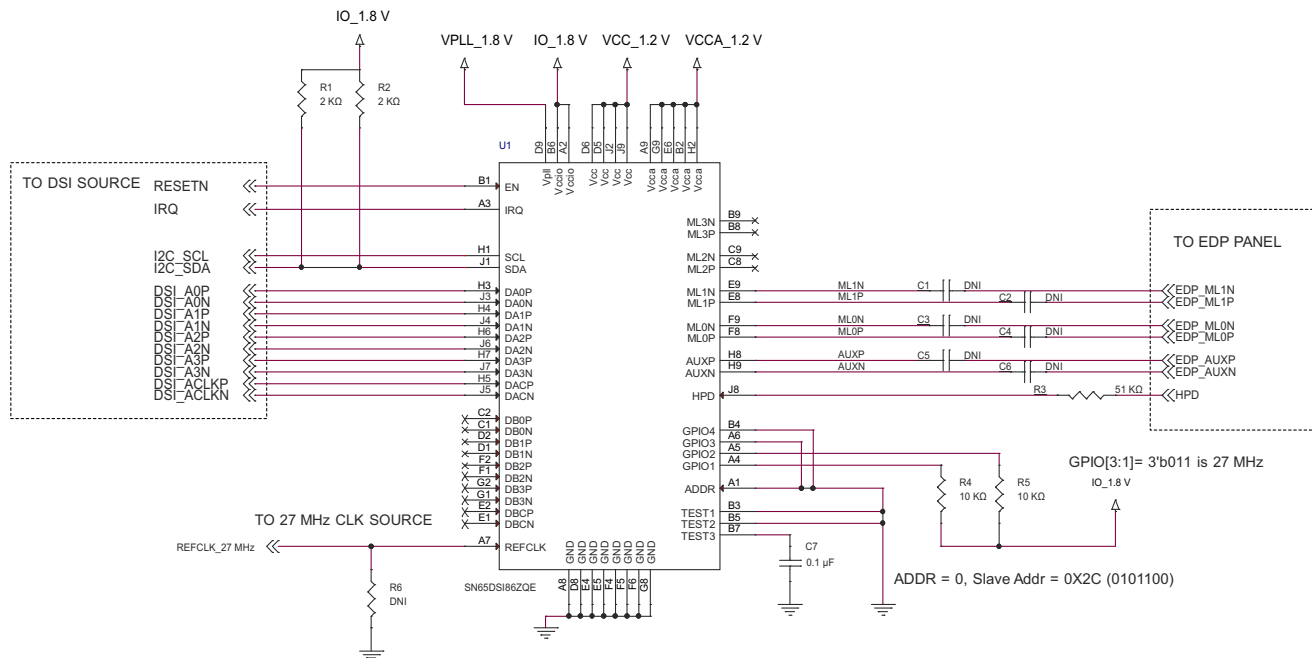 IO_1.8 V
VPLL_1.8 V IO_1.8 V VCC_1.2 V VCCA_1.2 V
R1
2 KΩ
R2
2 KΩ
U1
D9 B6 A2 D6 D5 J2 J9 A9 G9 E6 B2 H2
Vpll Vccio Vccio Vcc Vcc Vcc Vcc Vcca Vcca Vcca Vcca Vcca
TO DSI SOURCE
RESETN B1 EN
IRQ A3 IRQ
I2C_SCL H1 SCL
I2C_SDA J1 SDA
DSI_A0P H3 DA0P
DSI_A0N J3 DA0N
DSI_A1P H4 DA1P
DSI_A1N J4 DA1N
DSI_A2P H6 DA2P
DSI_A2N J6 DA2N
DSI_A3P H7 DA3P
DSI_A3N J7 DA3N
DSI_ACLKP H5 DACP
DSI_ACLKN J5 DACN
C2 DB0P
C1 DB0N
D2 DB1P
D1 DB1N
F2 DB2P
F1 DB2N
G2 DB3P
G1 DB3N
E2 DBCP
E1 DBCN
TO 27 MHz CLK SOURCE
REFCLK_27 MHz A7 REFCLK
R6
DNI
SN65DSI86ZQE
GND GND GND GND GND GND GND GND
A8 D8 E4 E5 F4 F5 F6 G8
ML3N B9
ML3P B8
ML2N C9
ML2P C8
TO EDP PANEL
ML1N E9 ML1N C1 DNI EDP_ML1N
ML1P E8 ML1P C2 DNI EDP_ML1P
ML0N F9 ML0N C3 DNI EDP_ML0N
ML0P F8 ML0P C4 DNI EDP_ML0P
AUXP H8 AUXP C5 DNI EDP_AUXP
AUXN H9 AUXN C6 DNI EDP_AUXN
HPD J8 R3 51 KΩ HPD
GPIO4 B4
GPIO3 A6
GPIO2 A5
GPIO1 A4
ADDR A1
TEST1 B3
TEST2 B5
TEST3 B7
GPIO[3:1]= 3'b011 is 27 MHz
R4
10 KΩ
R5
10 KΩ
IO_1.8 V
C7
0.1 µF
ADDR = 0, Slave Addr = 0X2C (0101100)